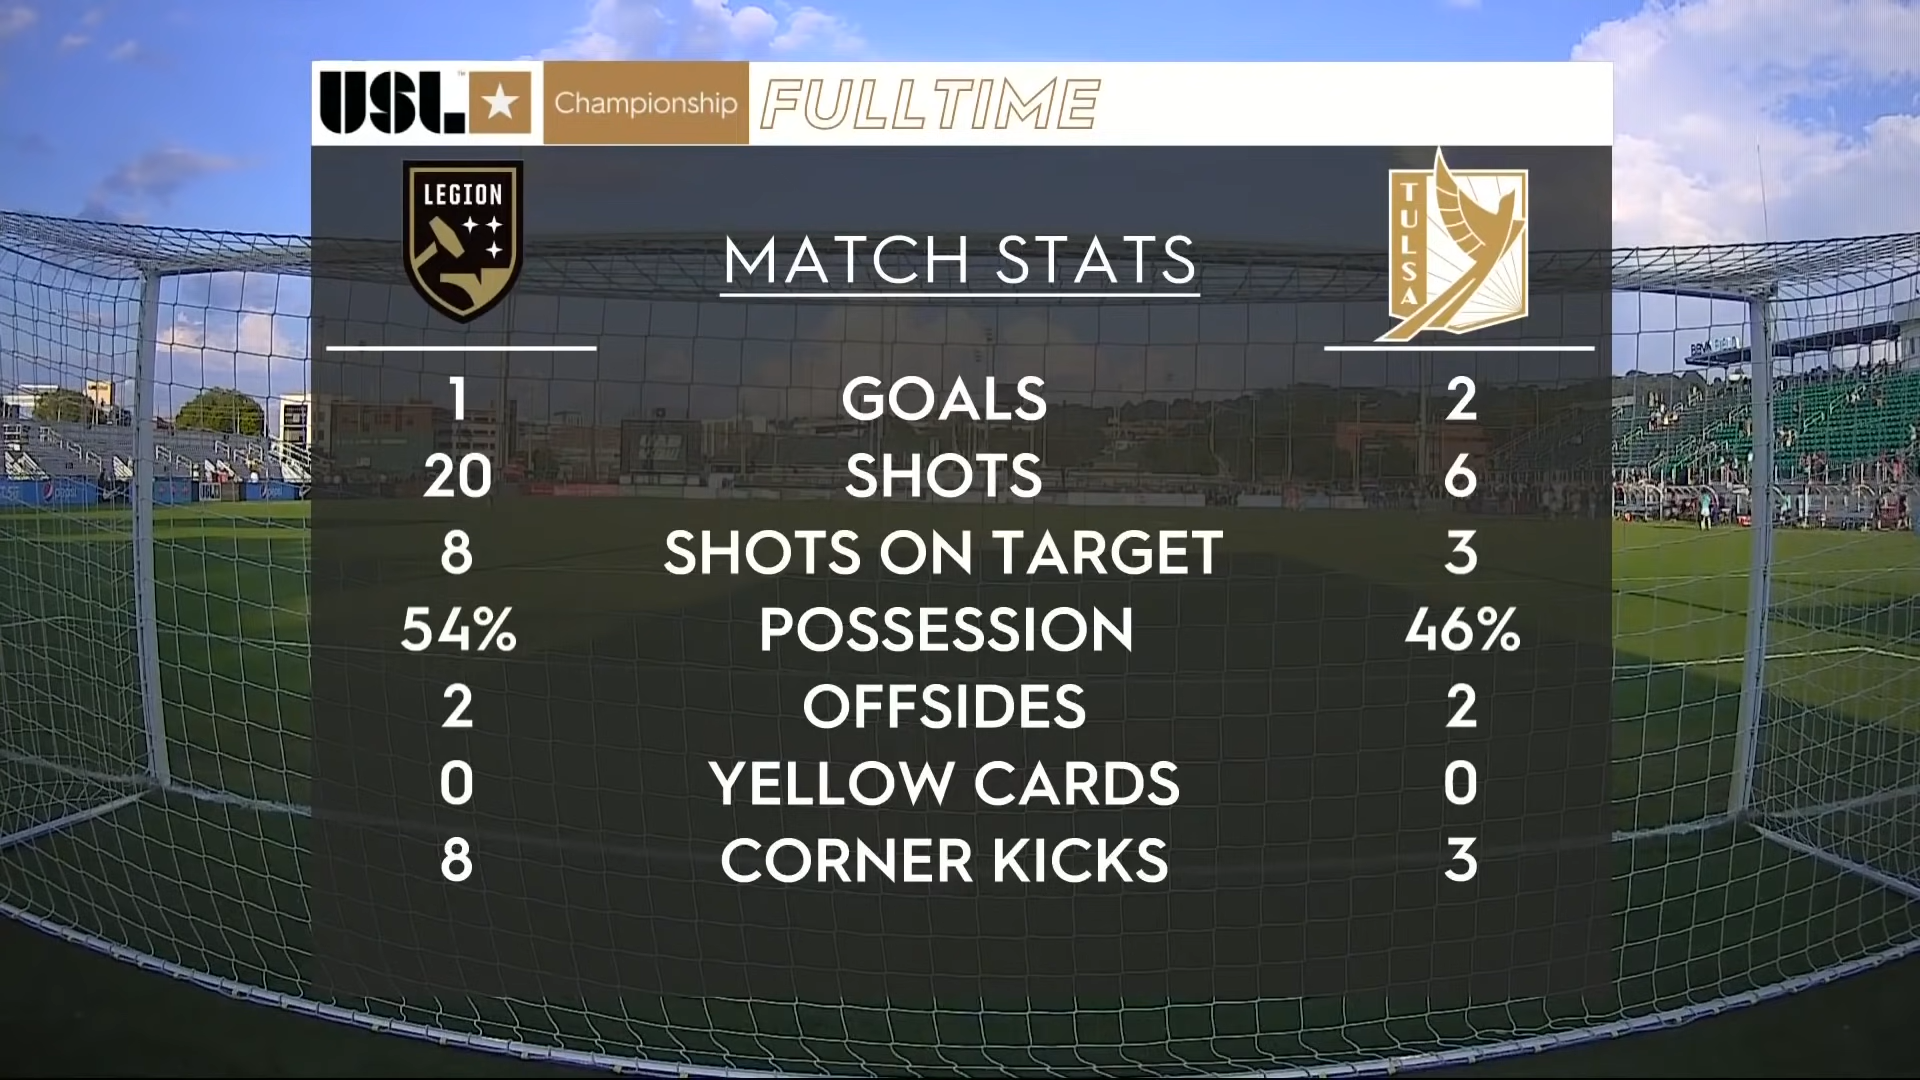 USL Championship FULLTIME
LEGION
TULSA
MATCH STATS
1 GOALS 2
20 SHOTS 6
8 SHOTS ON TARGET 3
54% POSSESSION 46%
2 OFFSIDES 2
0 YELLOW CARDS 0
8 CORNER KICKS 3